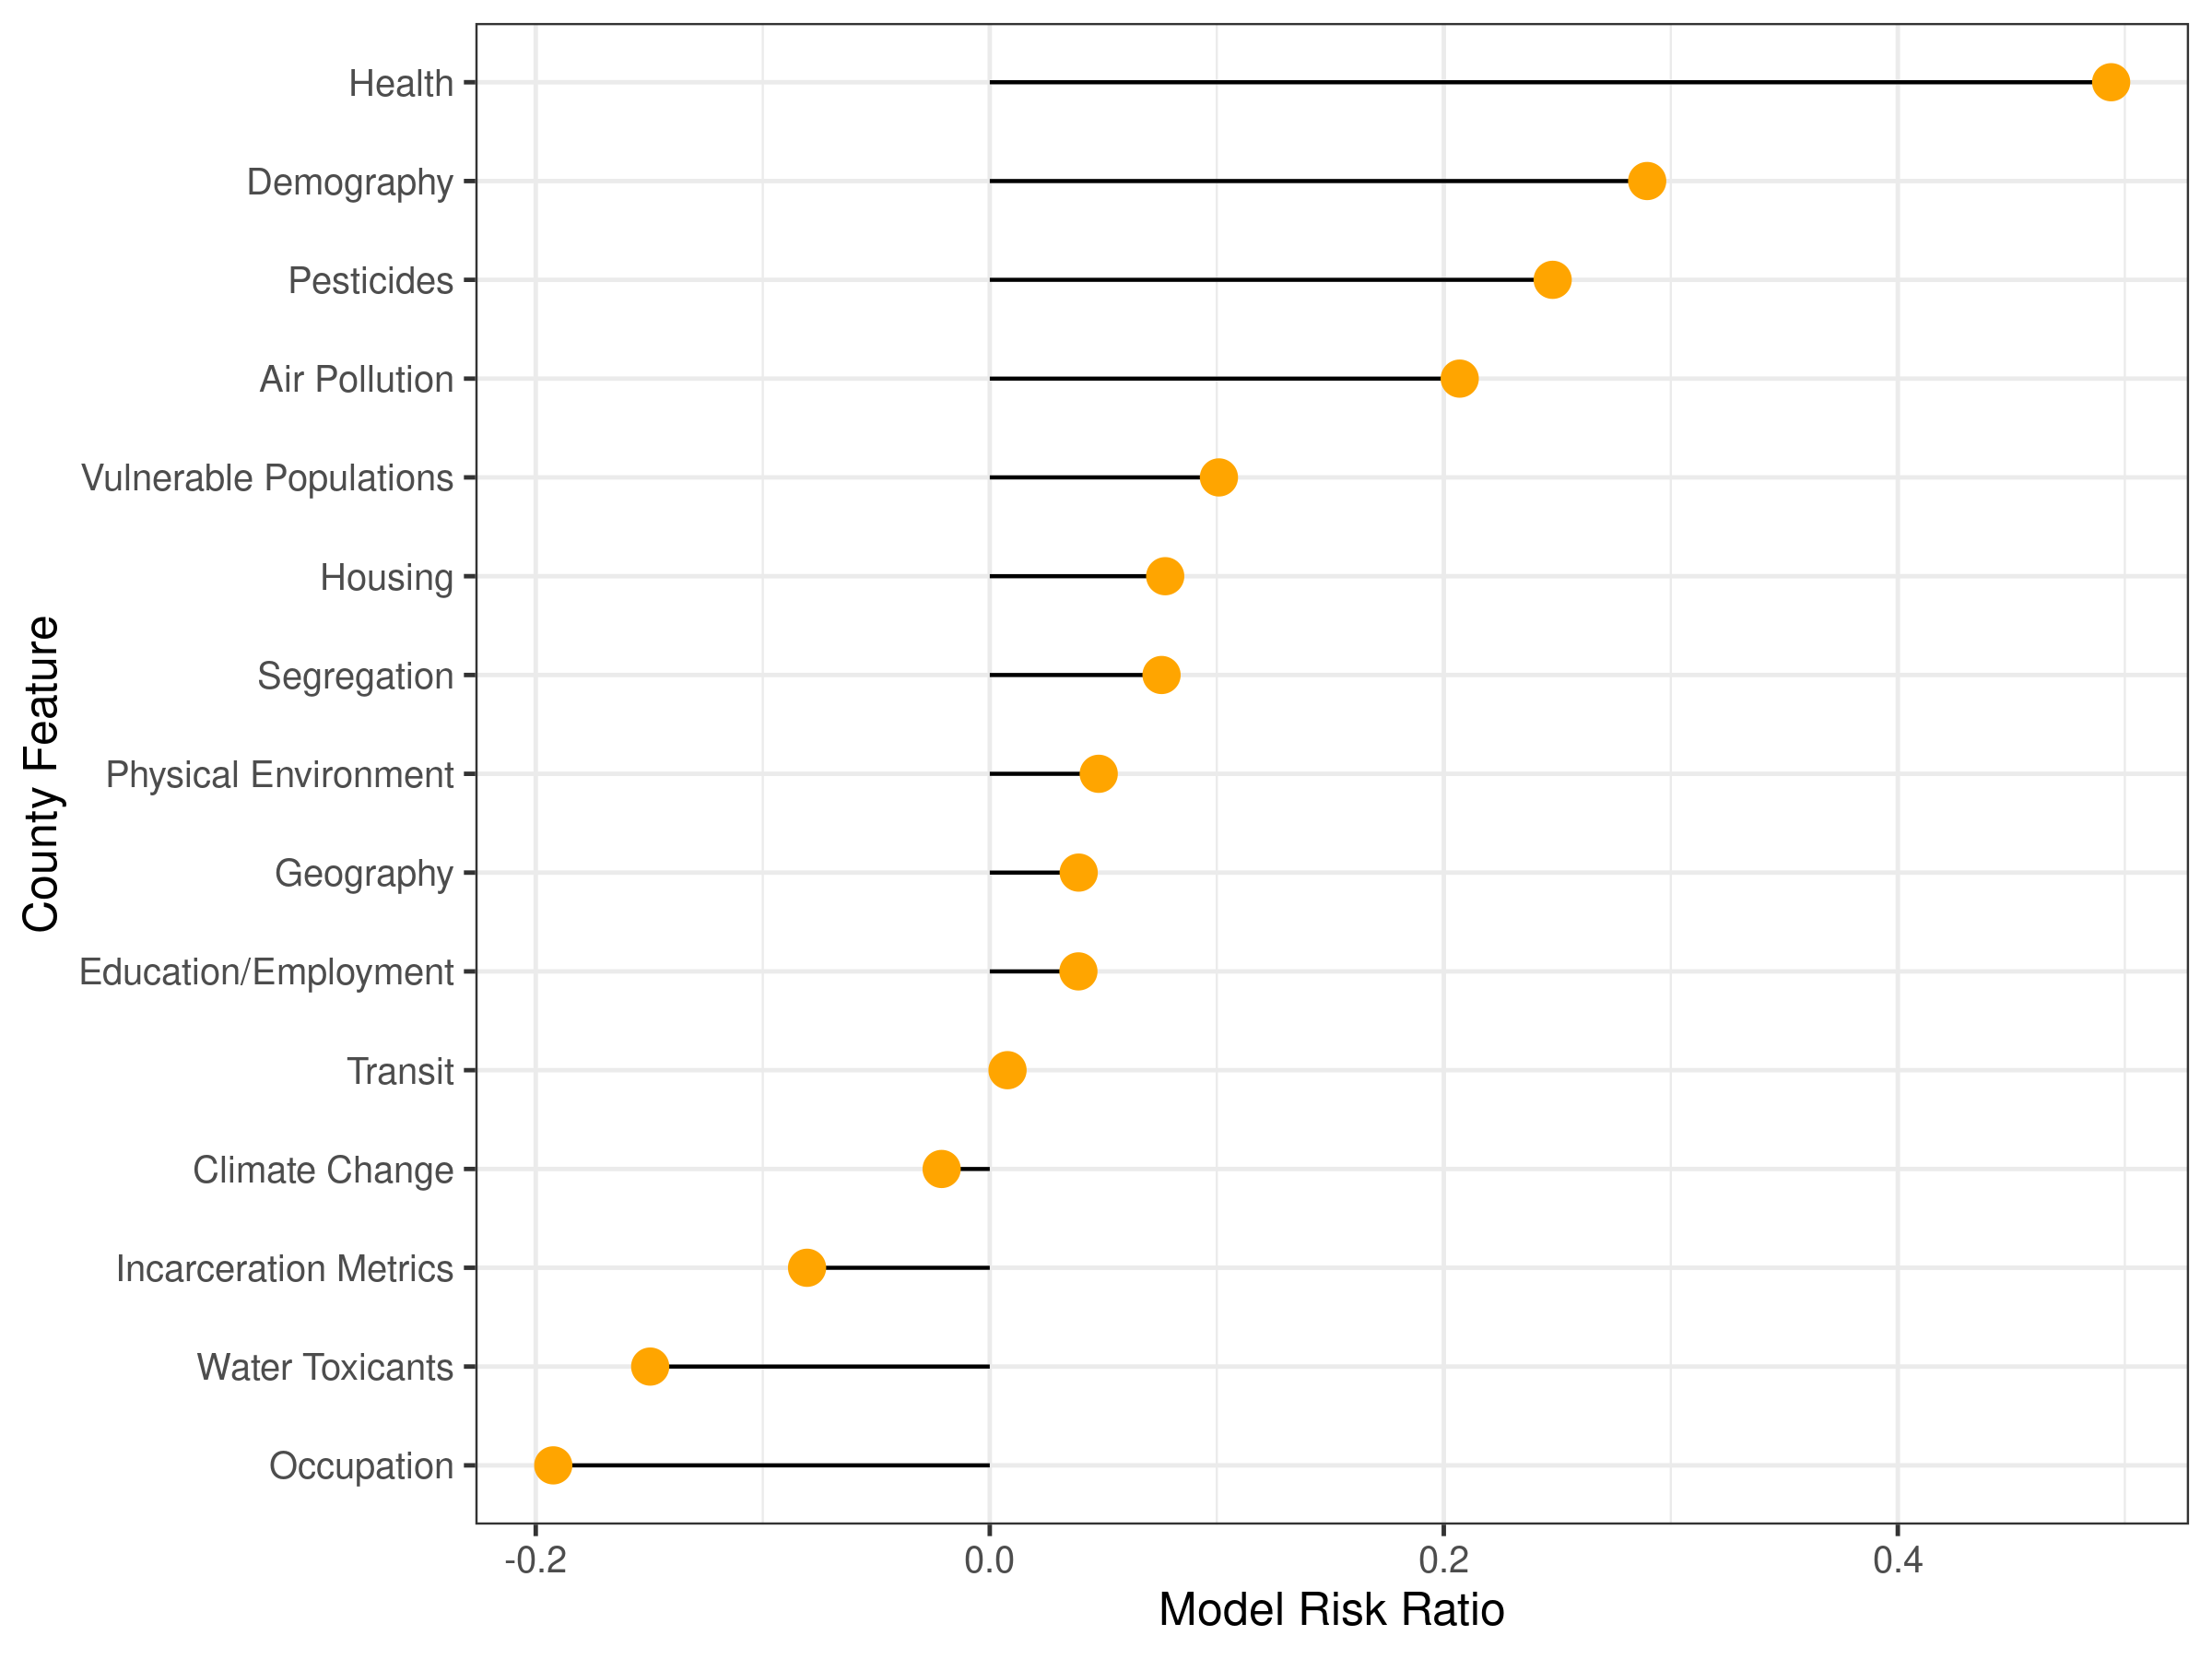 Health
Demography
Pesticides
Air Pollution
Vulnerable Populations
Housing
Segregation
Physical Environment
Geography
Education/Employment
Transit
Climate Change
Incarceration Metrics
Water Toxicants
Occupation
County Feature
-0.2 0.0 0.2 0.4
Model Risk Ratio